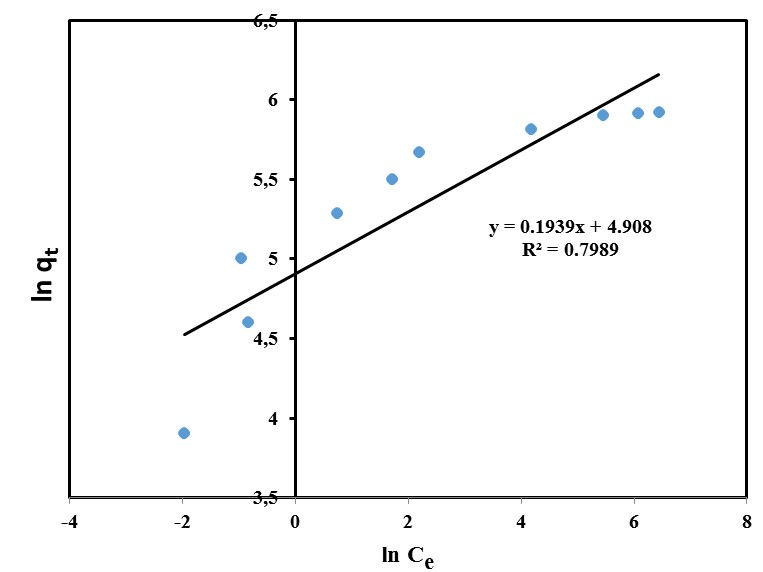 6,5
6
5,5
5
4,5
4
3,5
ln qt
y = 0.1939x + 4.908
R² = 0.7989
-4 -2 0 2 4 6 8
ln Ce